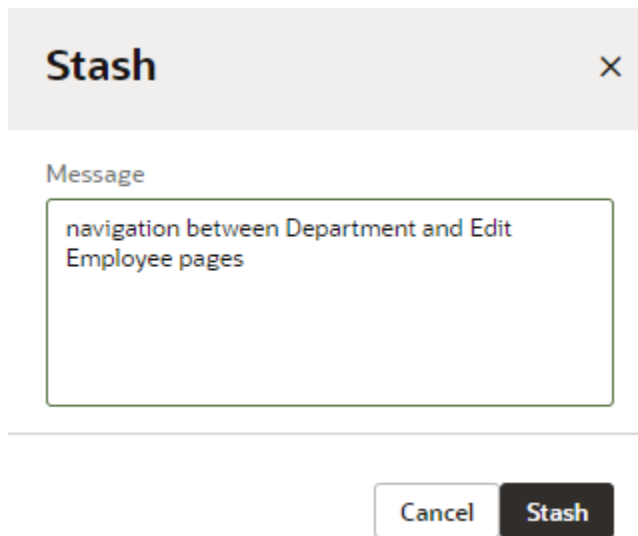 Stash
Message
navigation between Department and Edit
Employee pages
Cancel
Stash